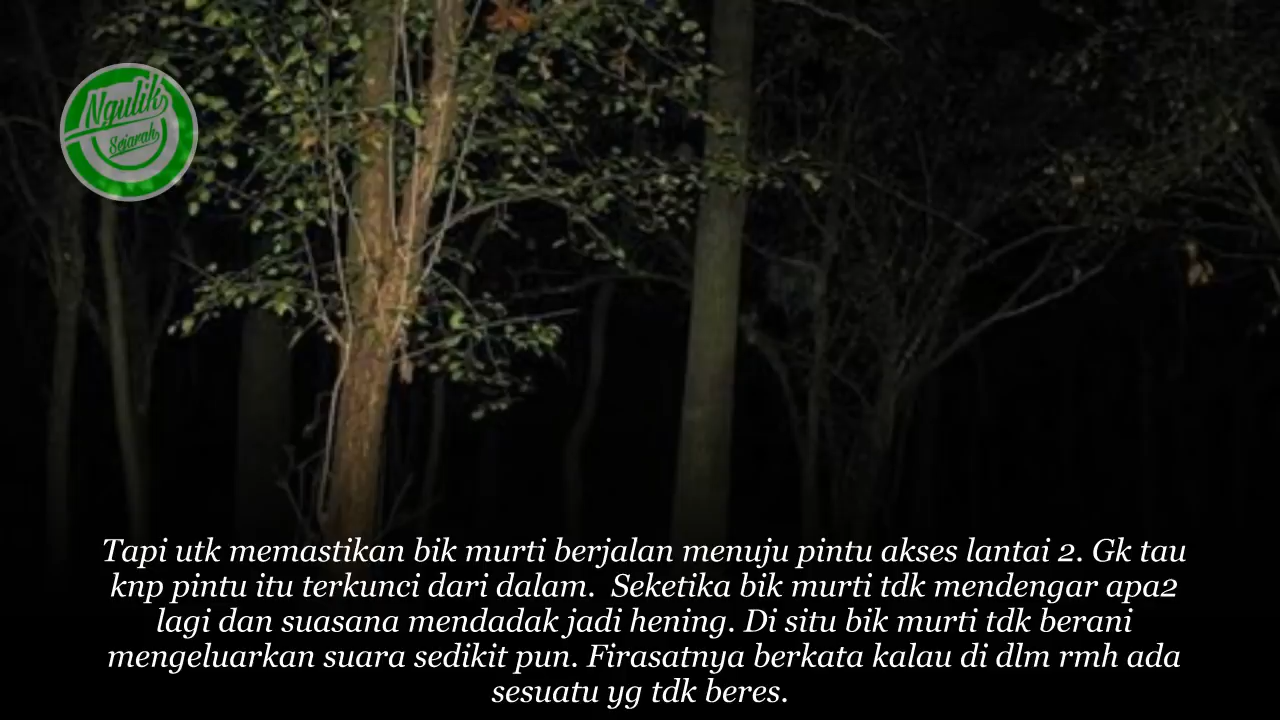 Ngulik
Sejarah
Tapi utk memastikan bik murti berjalan menuju pintu akses lantai 2. Gk tau
knp pintu itu terkunci dari dalam.  Seketika bik murti tdk mendengar apa2
lagi dan suasana mendadak jadi hening. Di situ bik murti tdk berani
mengeluarkan suara sedikit pun. Firasatnya berkata kalau di dlm rmh ada
sesuatu yg tdk beres.